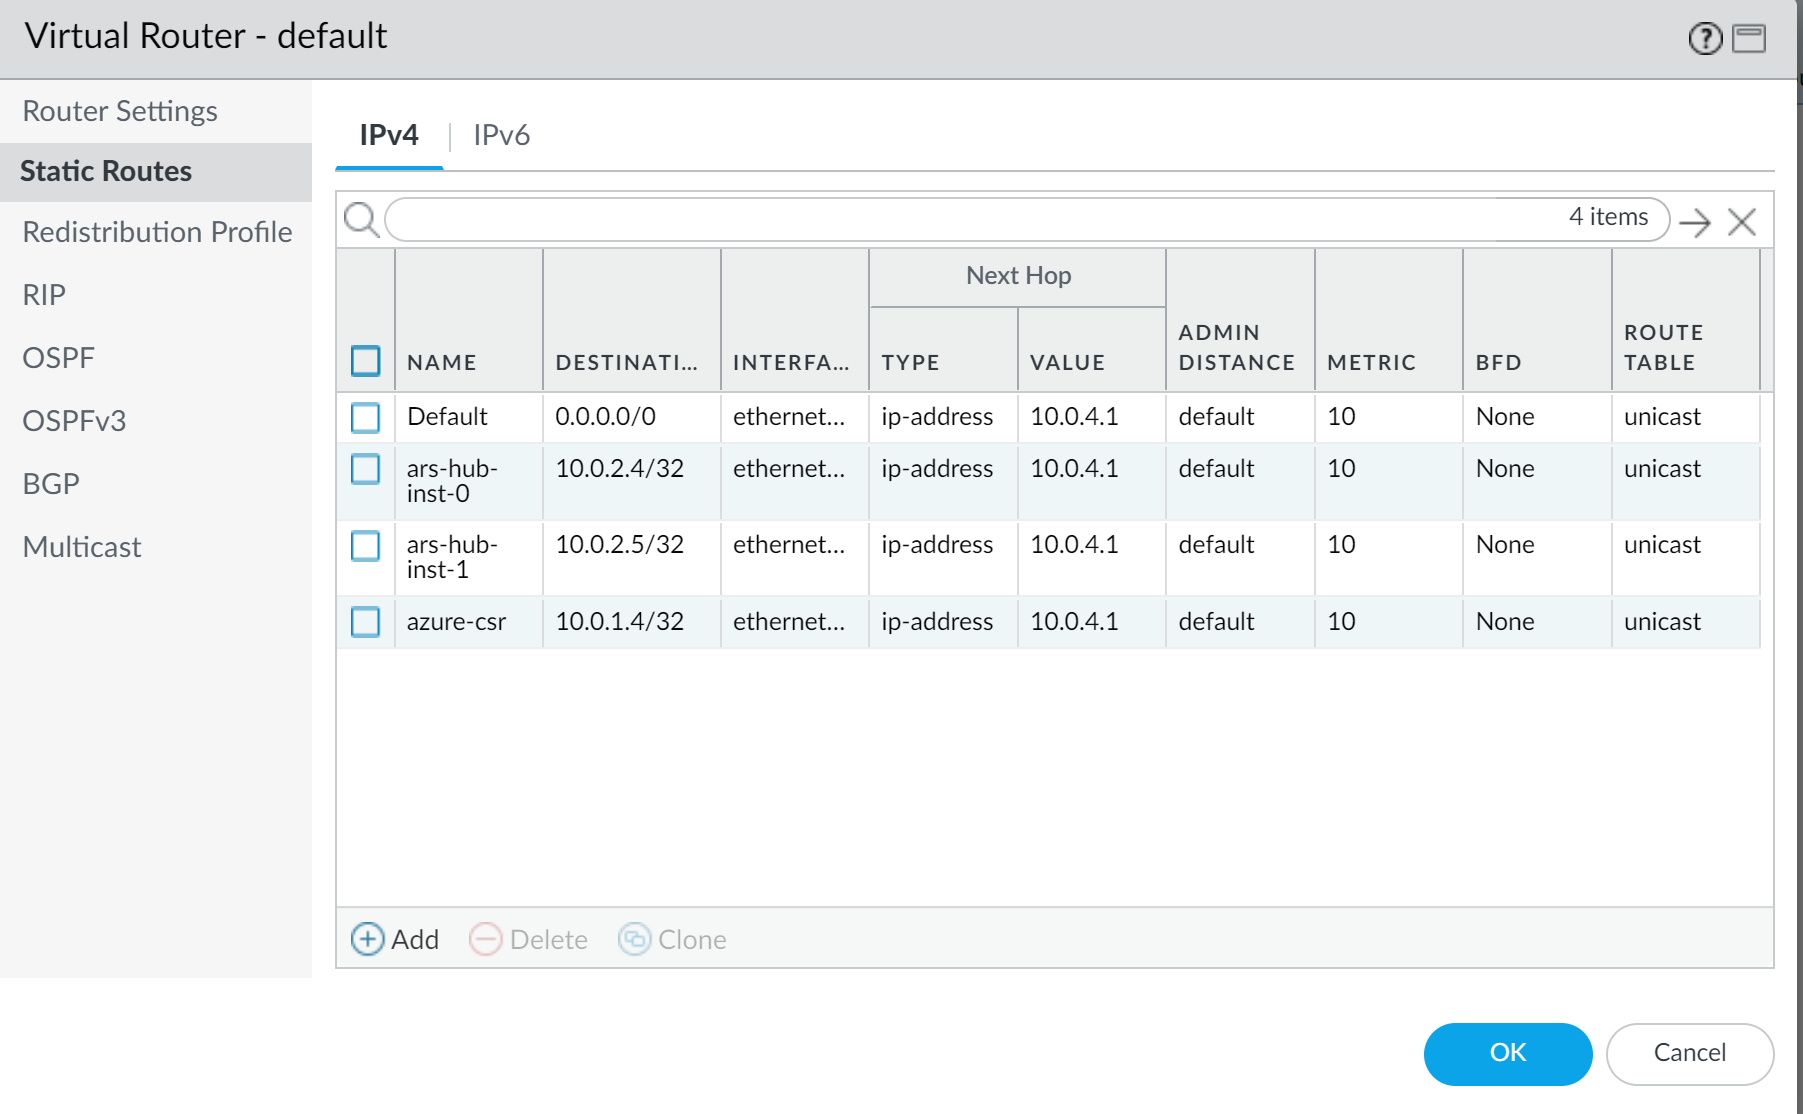 Virtual Router - default
Router Settings
Static Routes
Redistribution Profile
RIP
OSPF
OSPFv3
BGP
Multicast
IPv4 | IPv6
4 items
Next Hop
NAME DESTINATI... INTERFA... TYPE VALUE ADMIN DISTANCE METRIC BFD ROUTE TABLE
Default 0.0.0.0/0 ethernet... ip-address 10.0.4.1 default 10 None unicast
ars-hub-inst-0 10.0.2.4/32 ethernet... ip-address 10.0.4.1 default 10 None unicast
ars-hub-inst-1 10.0.2.5/32 ethernet... ip-address 10.0.4.1 default 10 None unicast
azure-csr 10.0.1.4/32 ethernet... ip-address 10.0.4.1 default 10 None unicast
Add Delete Clone
OK Cancel